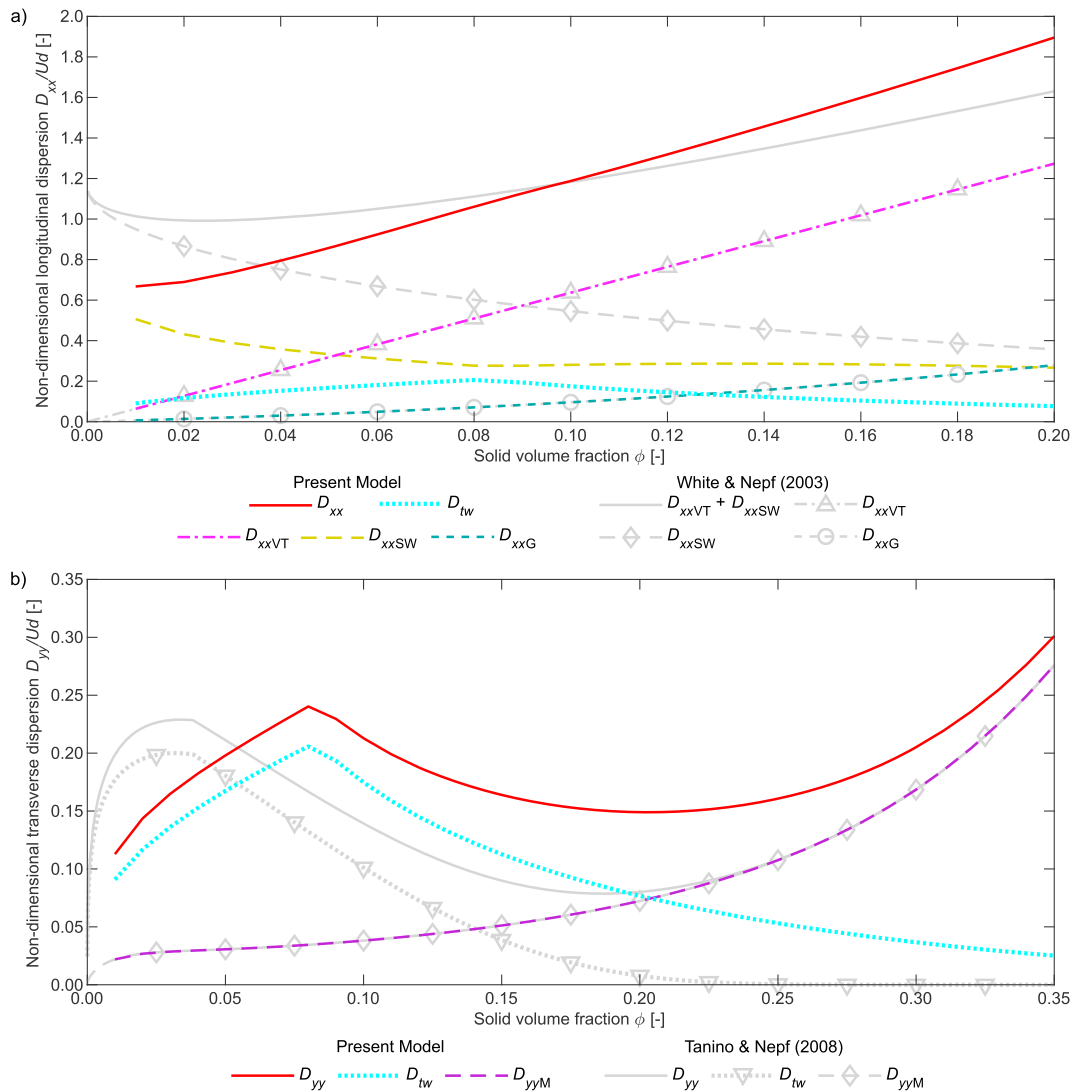 a)
Non-dimensional longitudinal dispersion Dxx/Ud [-]
2.0
1.8
1.6
1.4
1.2
1.0
0.8
0.6
0.4
0.2
0.0
0.00 0.02 0.04 0.06 0.08 0.10 0.12 0.14 0.16 0.18 0.20
Solid volume fraction ϕ [-]
Present Model White & Nepf (2003)
Dxx Dtw DxxVT + DxxSW DxxVT
DxxVT DxxSW DxxG DxxSW DxxG
b)
Non-dimensional transverse dispersion Dyy/Ud [-]
0.35
0.30
0.25
0.20
0.15
0.10
0.05
0.00
0.00 0.05 0.10 0.15 0.20 0.25 0.30 0.35
Solid volume fraction ϕ [-]
Present Model Tanino & Nepf (2008)
Dyy Dtw DyyM Dyy Dtw DyyM